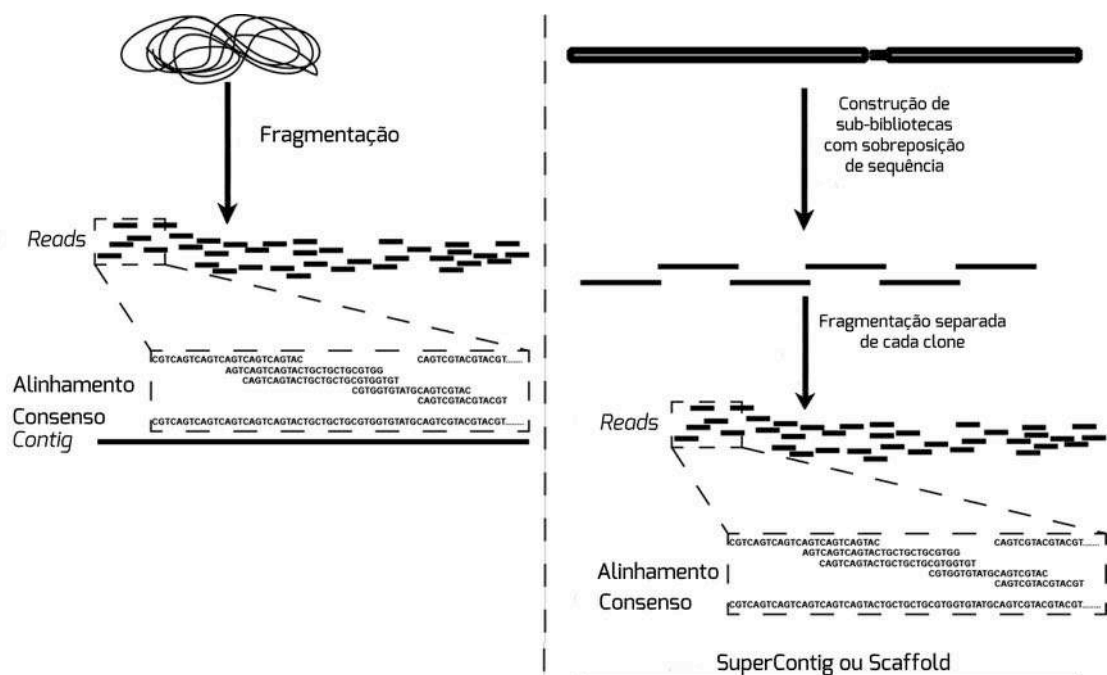 Fragmentação
Reads
CGTCAGTCAGTCAGTCAGTCAGTAC CAGTCGTACGTACGT........
AGTCAGTCAGTACTGCTGCTGCGTGG
CAGTCAGTACTGCTGCTGCGTGGTGT
CGTGGTGTATGCAGTCGTAC
CAGTCGTACGTACGT
Alinhamento
Consenso
CGTCAGTCAGTCAGTCAGTCAGTACTGCTGCTGCGTGGTGTATGCAGTCGTACGTACGT........
Contig
Construção de
sub-bibliotecas
com sobreposição
de sequência
Fragmentação separada
de cada clone
Reads
CGTCAGTCAGTCAGTCAGTCAGTAC CAGTCGTACGTACGT........
AGTCAGTCAGTACTGCTGCTGCGTGG
CAGTCAGTACTGCTGCTGCGTGGTGT
CGTGGTGTATGCAGTCGTAC
CAGTCGTACGTACGT
Alinhamento
Consenso
CGTCAGTCAGTCAGTCAGTCAGTACTGCTGCTGCGTGGTGTATGCAGTCGTACGTACGT........
SuperContig ou Scaffold